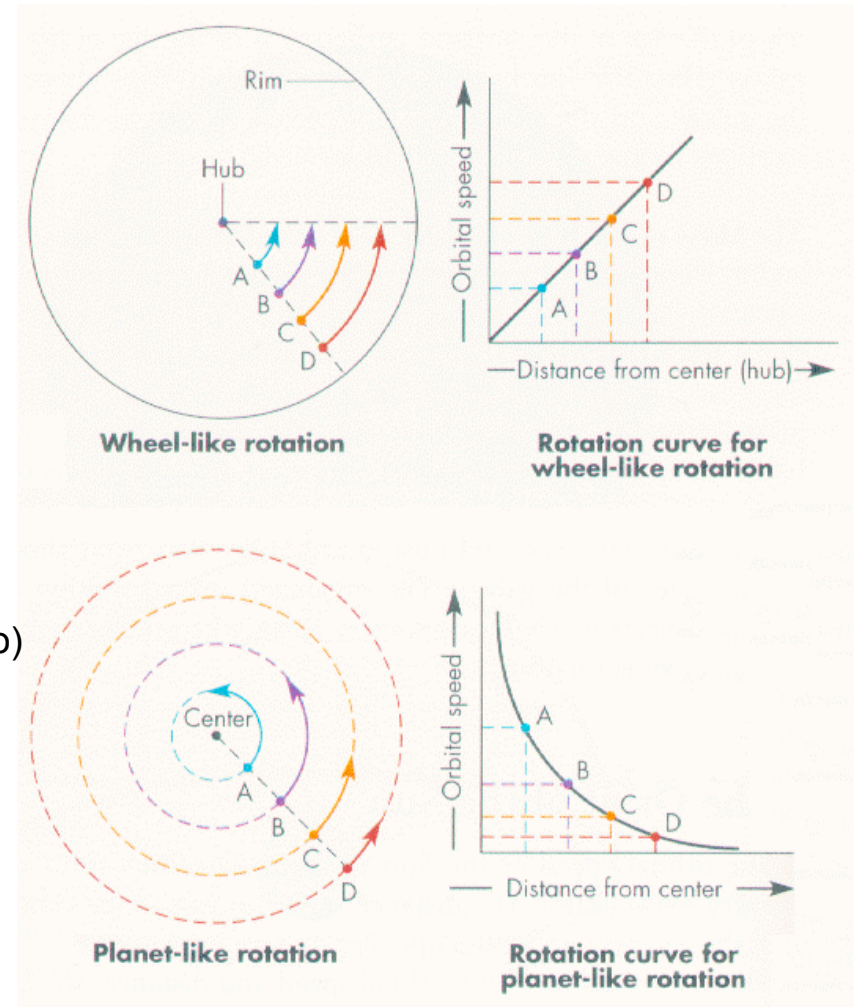 Rim
Hub
A
B
C
D
Wheel-like rotation
Orbital speed
D
C
B
A
Distance from center (hub)
Rotation curve for
wheel-like rotation
Center
A
B
C
D
Planet-like rotation
Orbital speed
A
B
C
D
Distance from center
Rotation curve for
planet-like rotation